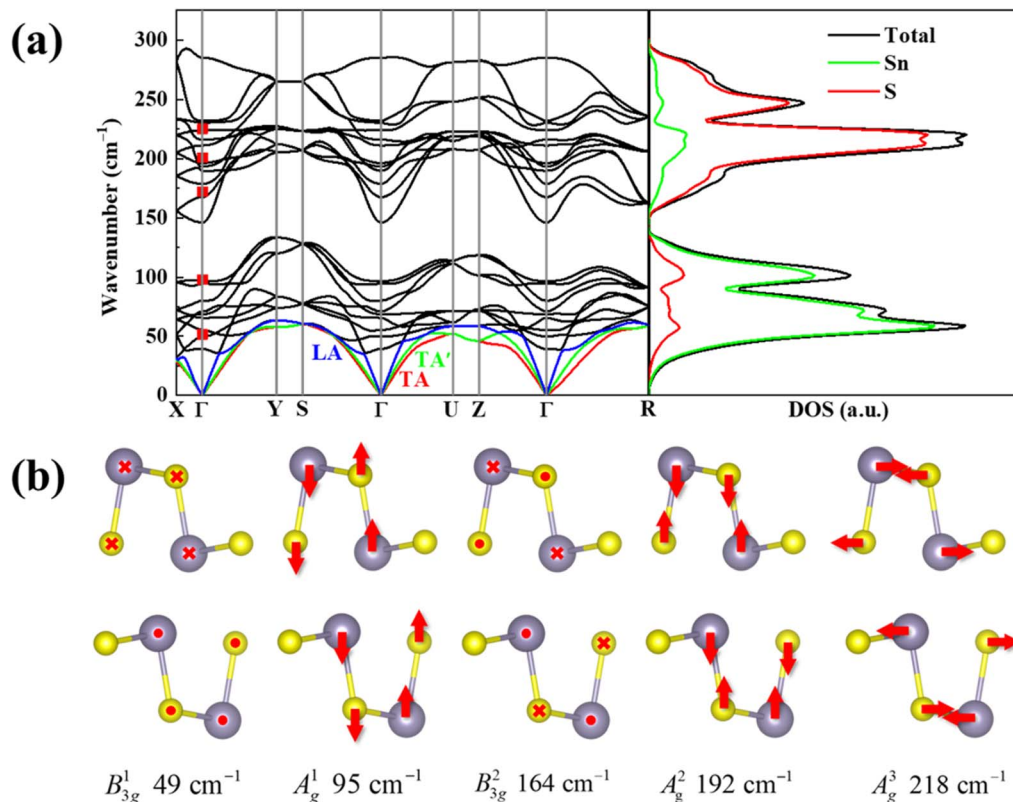 (a)
300
250
200
150
100
50
0
Wavenumber (cm⁻¹)
LA
TA′
TA
X Γ Y S Γ U Z Γ R
Total
Sn
S
DOS (a.u.)
(b)
B¹₃g 49 cm⁻¹ A¹g 95 cm⁻¹ B²₃g 164 cm⁻¹ A²g 192 cm⁻¹ A³g 218 cm⁻¹